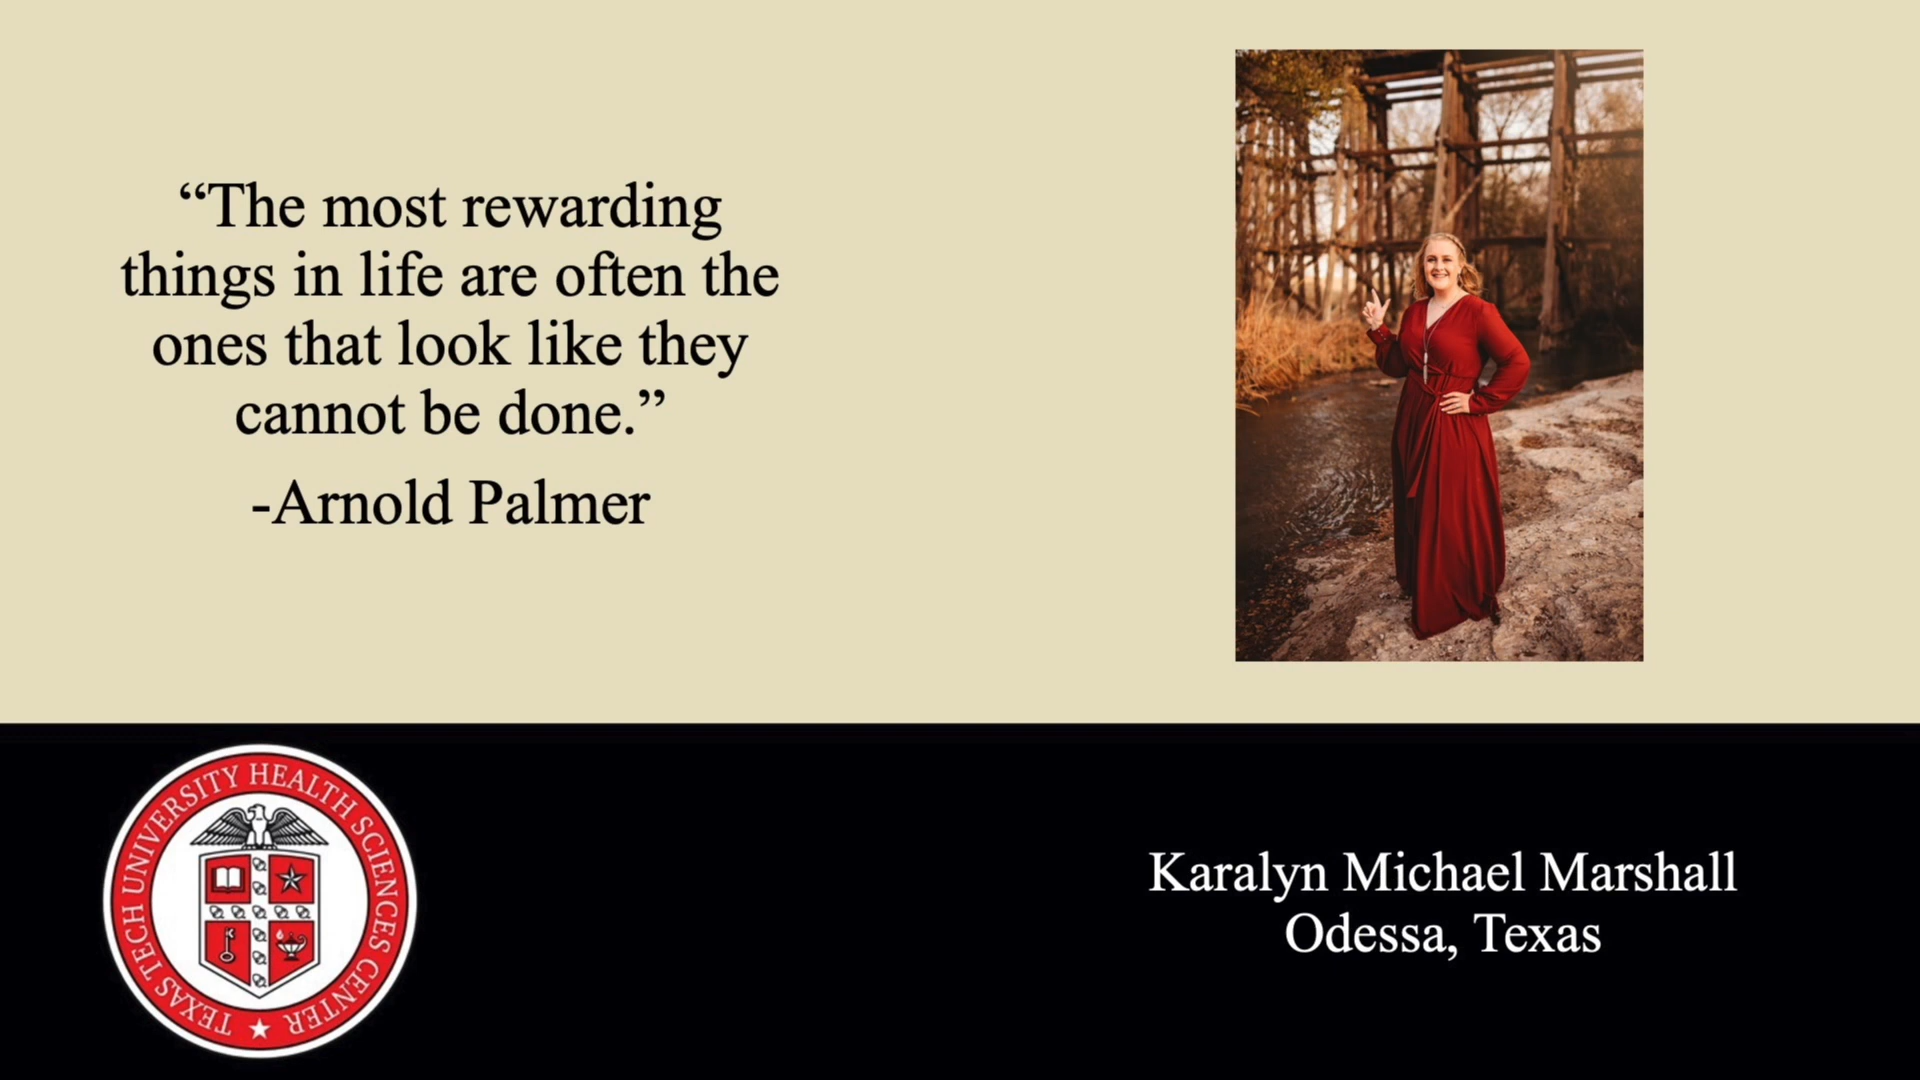 “The most rewarding
things in life are often the
ones that look like they
cannot be done.”
-Arnold Palmer
TEXAS TECH UNIVERSITY HEALTH SCIENCES CENTER
Karalyn Michael Marshall
Odessa, Texas